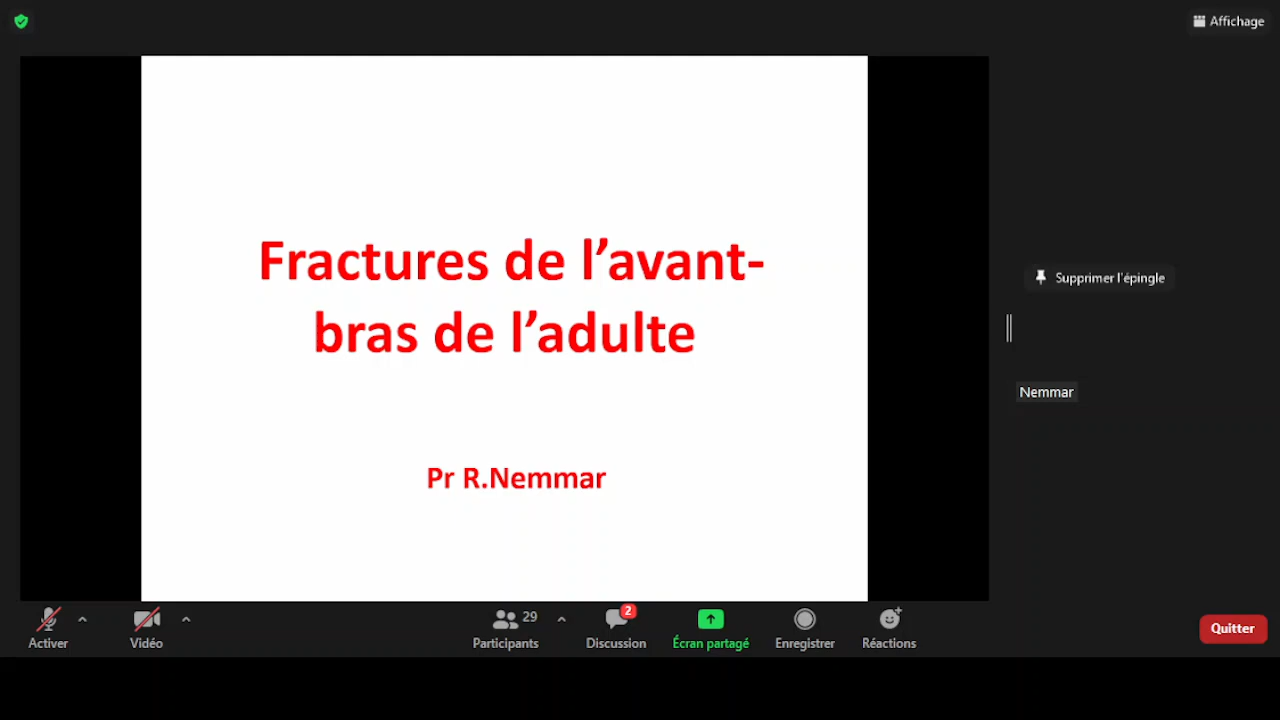 Affichage
Fractures de l’avant-
bras de l’adulte
Pr R.Nemmar
Supprimer l'épingle
Nemmar
Activer
Vidéo
29
Participants
2
Discussion
Écran partagé
Enregistrer
Réactions
Quitter